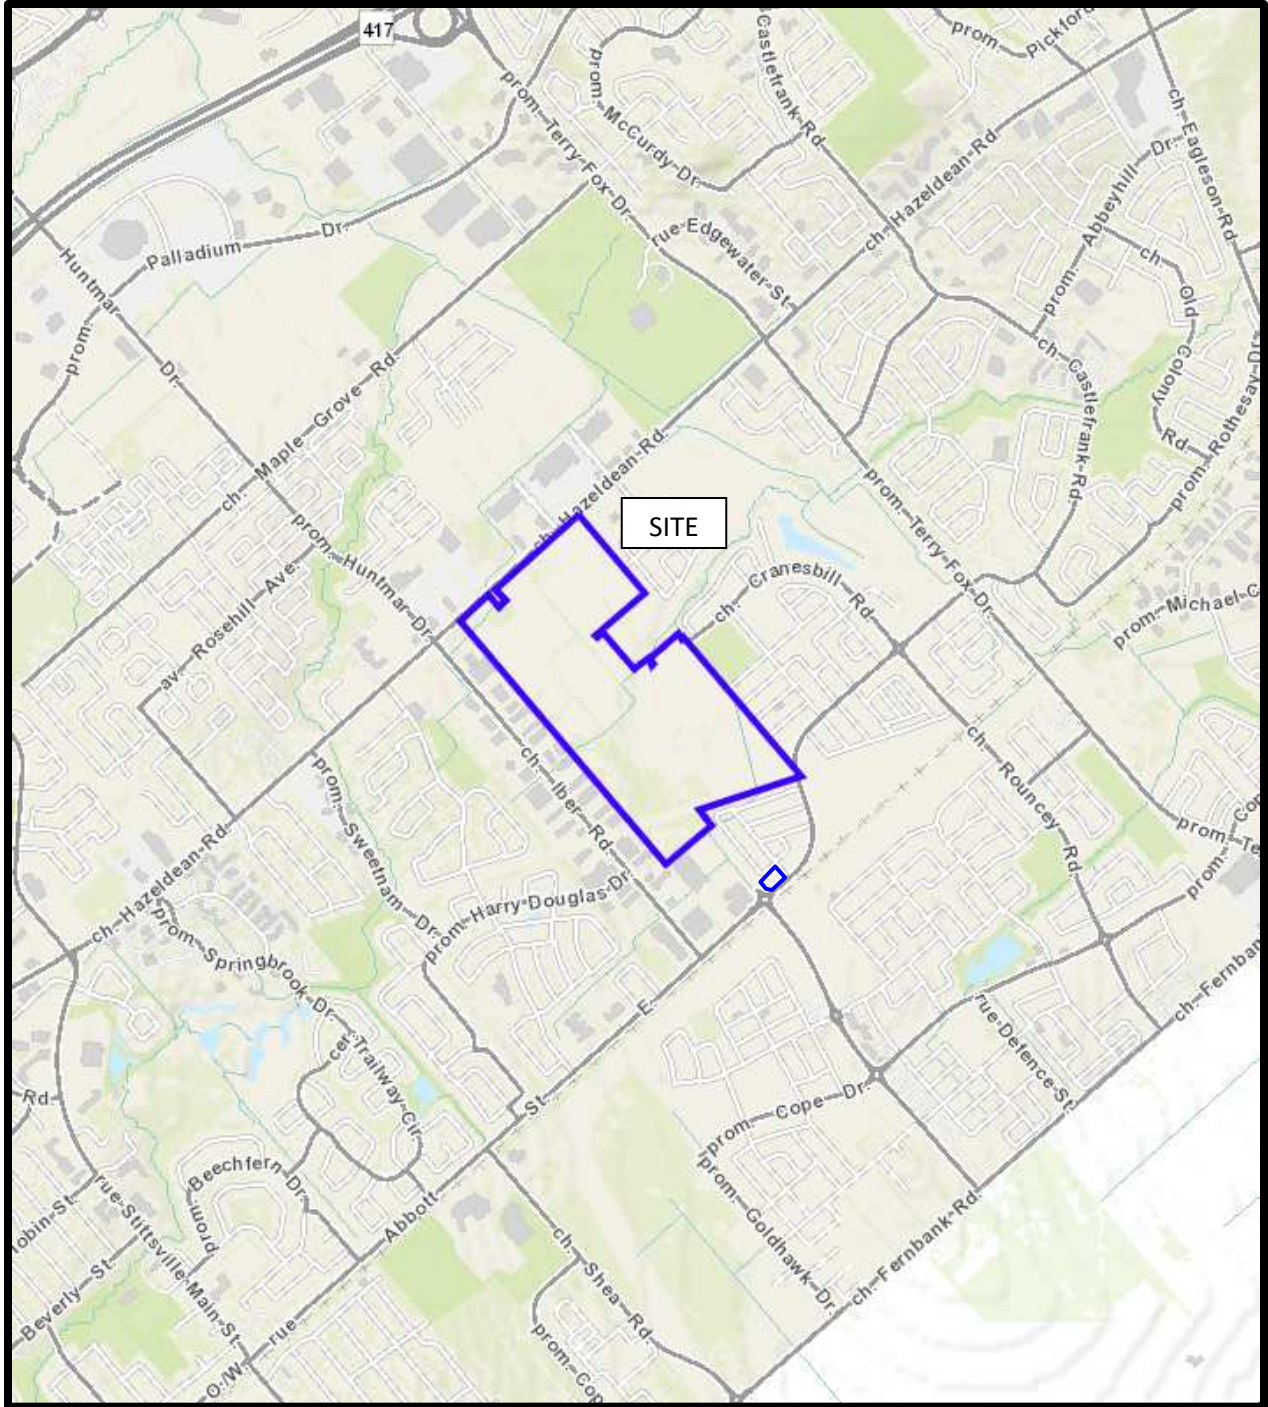 417
prom. Terry-Fox-Dr.
prom. McCurdy-Dr.
Castlefrank-Rd
prom. Pickford
ch. Eagleson-Rd
ch. Hazeldean-Rd
prom. Abbeyhill-Dr.
rue-Edgewater-St.
ch. Old Colony Rd
prom. Palladium Dr.
Huntmar Dr.
ch. Castlefrank-Rd
prom. Rothesay-Dr.
ch. Maple-Grove-Rd
ch. Hazeldean-Rd.
SITE
prom. Terry-Fox-Dr.
prom. Huntmar-Dr.
av. Rosehill-Ave.
ch. Cranesbill-Rd
prom. Michael-C
ch. Iber-Rd.
ch. Rouncey Rd.
prom. Sweetnam-Dr.
prom. Te
prom. Cop
ch-Hazeldean-Rd.
prom. Harry-Douglas-Dr.
prom. Springbrook-Dr.
ch. Fernban
rue-Defence-St.
cer-Trailway-Cir.
Rd.
prom. Cope-Dr.
prom. Beechfern-Dr.
prom. Goldhawk-Dr.
obin-St.
rue-Stittsville-Main-St.
Beverly-St
O./W. rue Abbott St. E.
ch. Shea-Rd.
ch-Fernbank-Rd.
prom. Cop